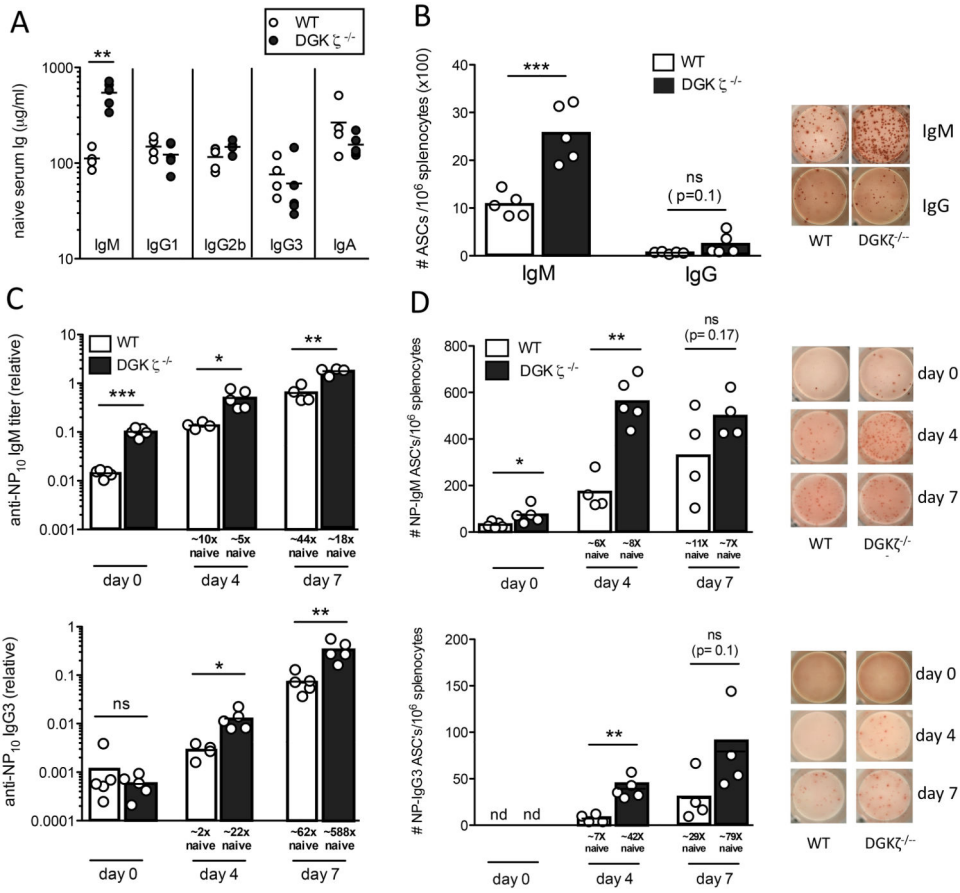 A
WT
DGK ζ -/-
naive serum Ig (µg/ml)
1000
100
10
**
IgM IgG1 IgG2b IgG3 IgA
B
# ASCs /10⁶ splenocytes (x100)
40
30
20
10
0
WT
DGK ζ -/-
***
ns
(p=0.1)
IgM IgG
IgM
IgG
WT DGKζ-/--
C
anti-NP₁₀ IgM titer (relative)
10
1
0.1
0.01
0.001
WT
DGK ζ -/-
***
*
**
~10x ~5x ~44x ~18x
naive naive naive naive
day 0 day 4 day 7
anti-NP₁₀ IgG3 (relative)
1
0.1
0.01
0.001
0.0001
ns
*
**
~2x ~22x ~62x ~588x
naive naive naive naive
day 0 day 4 day 7
D
# NP-IgM ASC's/10⁶ splenocytes
800
600
400
200
0
WT
DGK ζ -/-
*
**
ns
(p= 0.17)
~6X ~8X ~11X ~7X
naive naive naive naive
day 0 day 4 day 7
day 0
day 4
day 7
WT DGKζ-/-
-
# NP-IgG3 ASC's/10⁶ splenocytes
200
150
100
50
0
nd nd
**
ns
(p= 0.1)
~7X ~42X ~29X ~79X
naive naive naive naive
day 0 day 4 day 7
day 0
day 4
day 7
WT DGKζ-/--